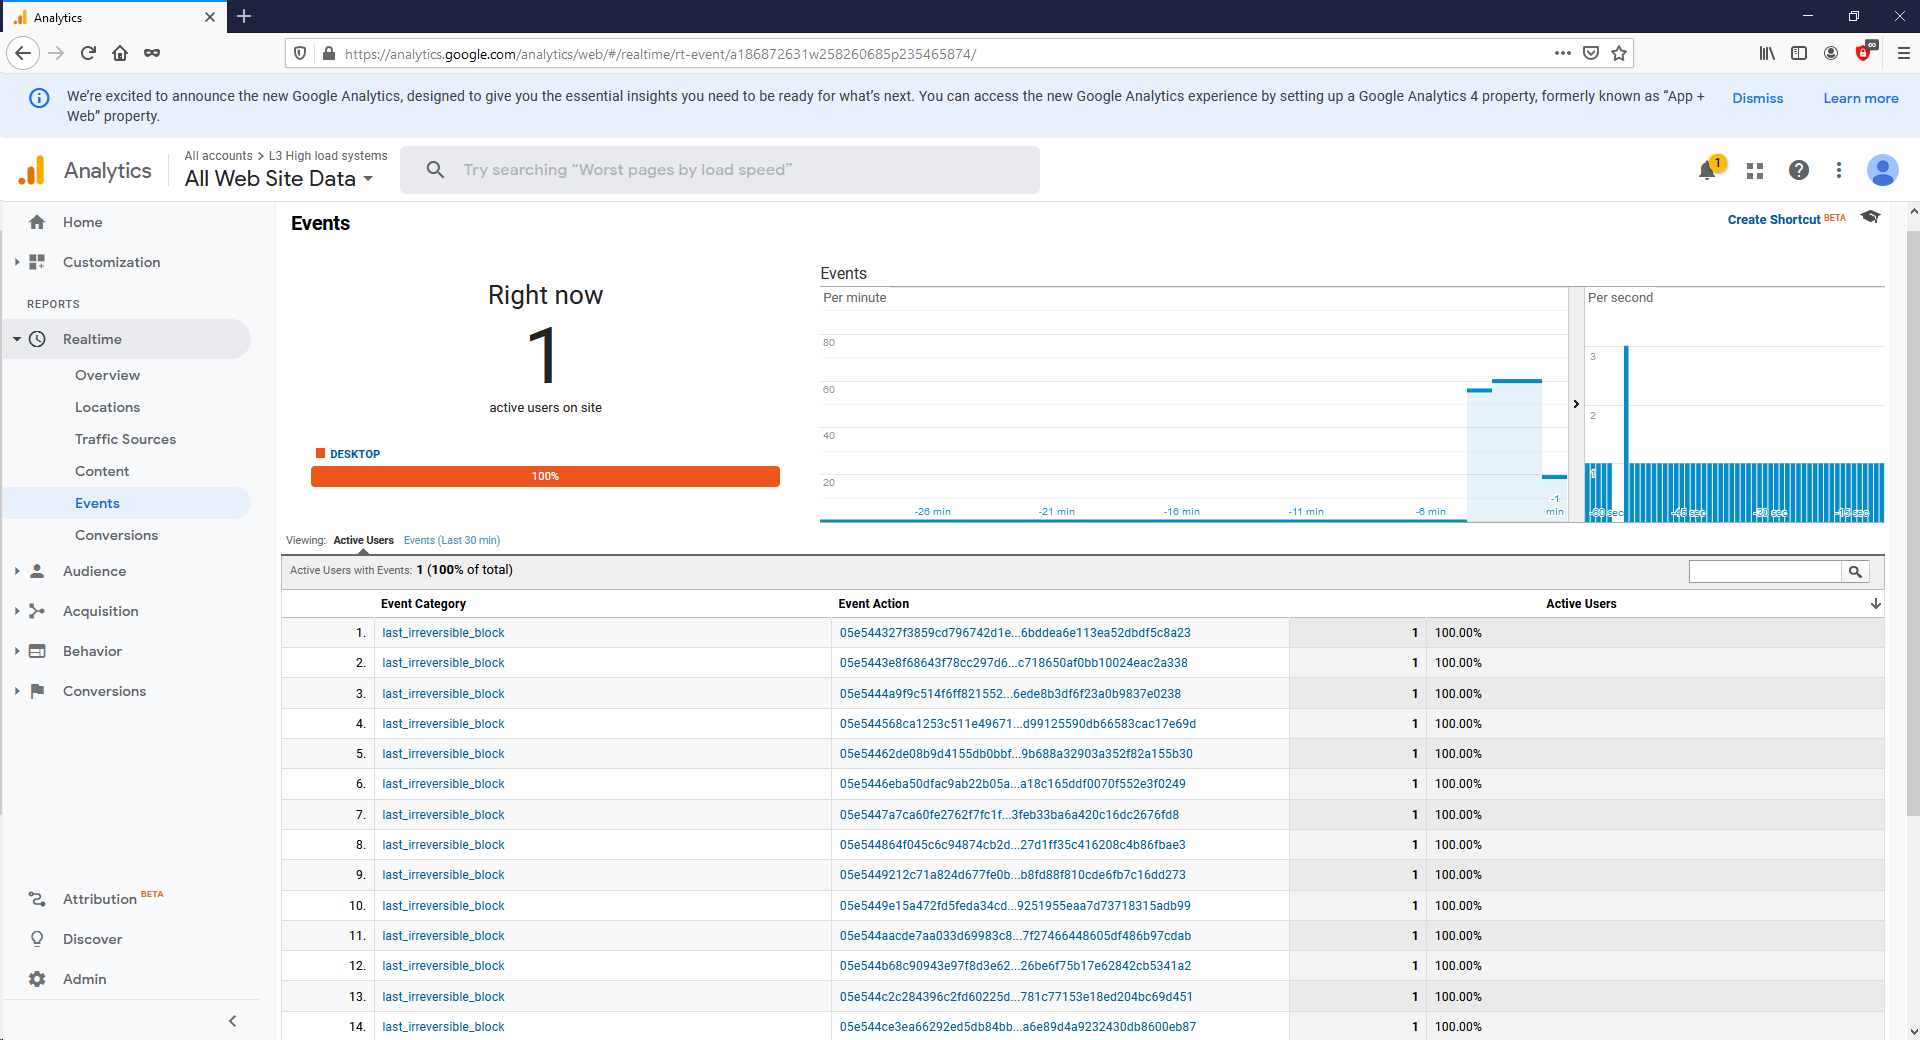 Analytics
https://analytics.google.com/analytics/web/#/realtime/rt-event/a186872631w258260685p235465874/
We're excited to announce the new Google Analytics, designed to give you the essential insights you need to be ready for what's next. You can access the new Google Analytics experience by setting up a Google Analytics 4 property, formerly known as "App +
Web" property.
Dismiss
Learn more
Analytics
All accounts > L3 High load systems
All Web Site Data
Try searching "Worst pages by load speed"
1
Home
Customization
REPORTS
Realtime
Overview
Locations
Traffic Sources
Content
Events
Conversions
Audience
Acquisition
Behavior
Conversions
Attribution BETA
Discover
Admin
Events
Create Shortcut BETA
Right now
1
active users on site
DESKTOP
100%
Events
Per minute
80
60
40
20
-26 min
-21 min
-16 min
-11 min
-6 min
-1
min
Per second
3
2
1
-60 sec
-45 sec
-30 sec
-15 sec
Viewing: Active Users Events (Last 30 min)
Active Users with Events: 1 (100% of total)
Event Category Event Action Active Users
1. last_irreversible_block 05e544327f3859cd796742d1e...6bddea6e113ea52dbdf5c8a23 1 100.00%
2. last_irreversible_block 05e5443e8f68643f78cc297d6...c718650af0bb10024eac2a338 1 100.00%
3. last_irreversible_block 05e5444a9f9c514f6ff821552...6ede8b3df6f23a0b9837e0238 1 100.00%
4. last_irreversible_block 05e544568ca1253c511e49671...d99125590db66583cac17e69d 1 100.00%
5. last_irreversible_block 05e54462de08b9d4155db0bbf...9b688a32903a352f82a155b30 1 100.00%
6. last_irreversible_block 05e5446eba50dfac9ab22b05a...a18c165ddf0070f552e3f0249 1 100.00%
7. last_irreversible_block 05e5447a7ca60fe2762f7fc1f...3feb33ba6a420c16dc2676fd8 1 100.00%
8. last_irreversible_block 05e544864f045c6c94874cb2d...27d1ff35c416208c4b86fbae3 1 100.00%
9. last_irreversible_block 05e5449212c71a824d677fe0b...b8fd88f810cde6fb7c16dd273 1 100.00%
10. last_irreversible_block 05e5449e15a472fd5feda34cd...9251955eaa7d73718315adb99 1 100.00%
11. last_irreversible_block 05e544aacde7aa033d69983c8...7f27466448605df486b97cdab 1 100.00%
12. last_irreversible_block 05e544b68c90943e97f8d3e62...26be6f75b17e62842cb5341a2 1 100.00%
13. last_irreversible_block 05e544c2c284396c2fd60225d...781c77153e18ed204bc69d451 1 100.00%
14. last_irreversible_block 05e544ce3ea66292ed5db84bb...a6e89d4a9232430db8600eb87 1 100.00%